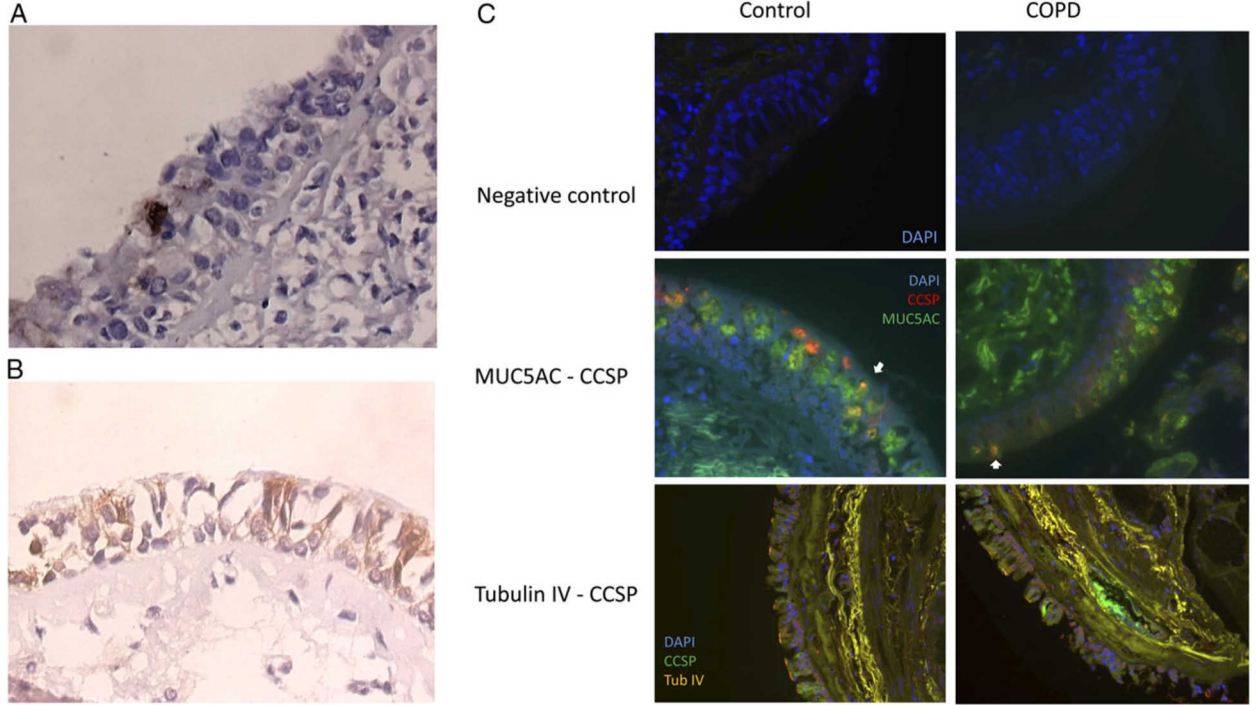 A
B
C
Control
COPD
Negative control
DAPI
MUC5AC - CCSP
DAPI
CCSP
MUC5AC
Tubulin IV - CCSP
DAPI
CCSP
Tub IV